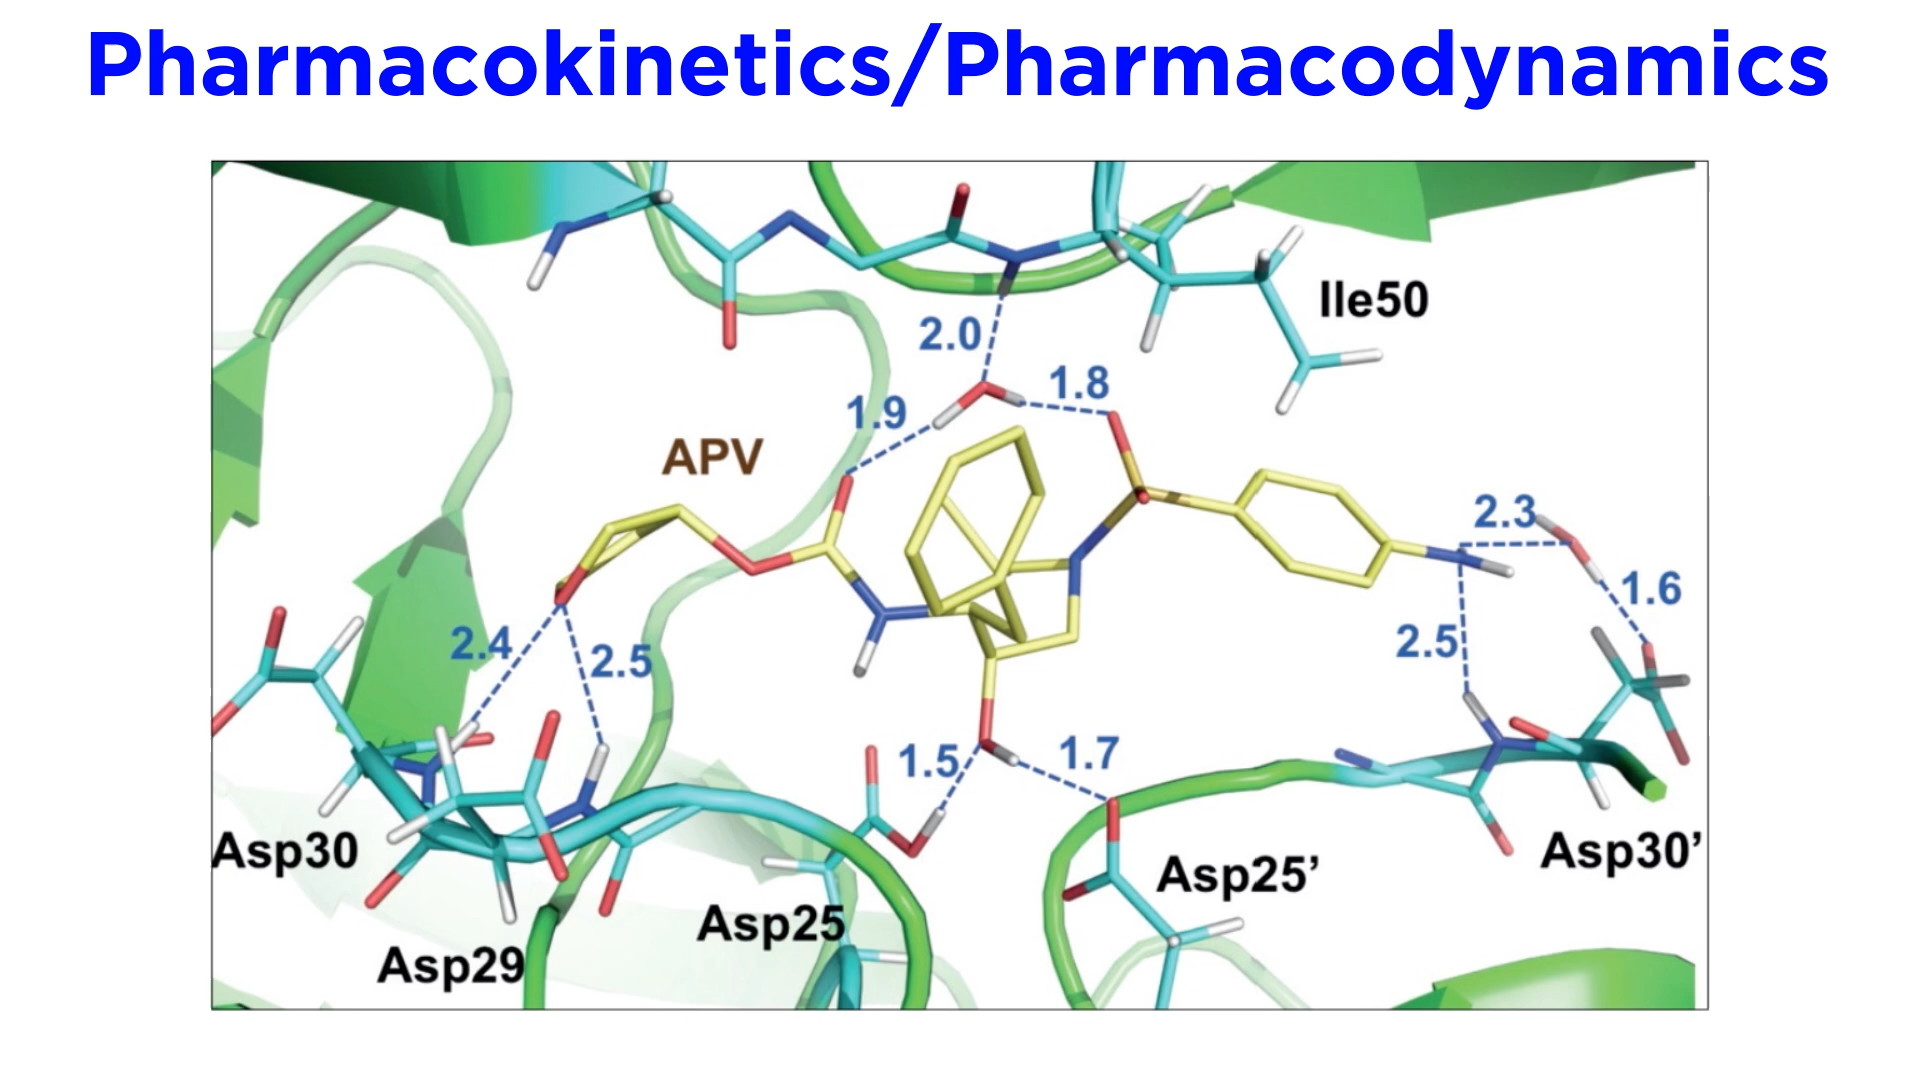 Pharmacokinetics/Pharmacodynamics
Ile50
2.0
1.8
1.9
APV
2.3
1.6
2.4
2.5
2.5
1.5
1.7
Asp30
Asp25’
Asp30’
Asp25
Asp29